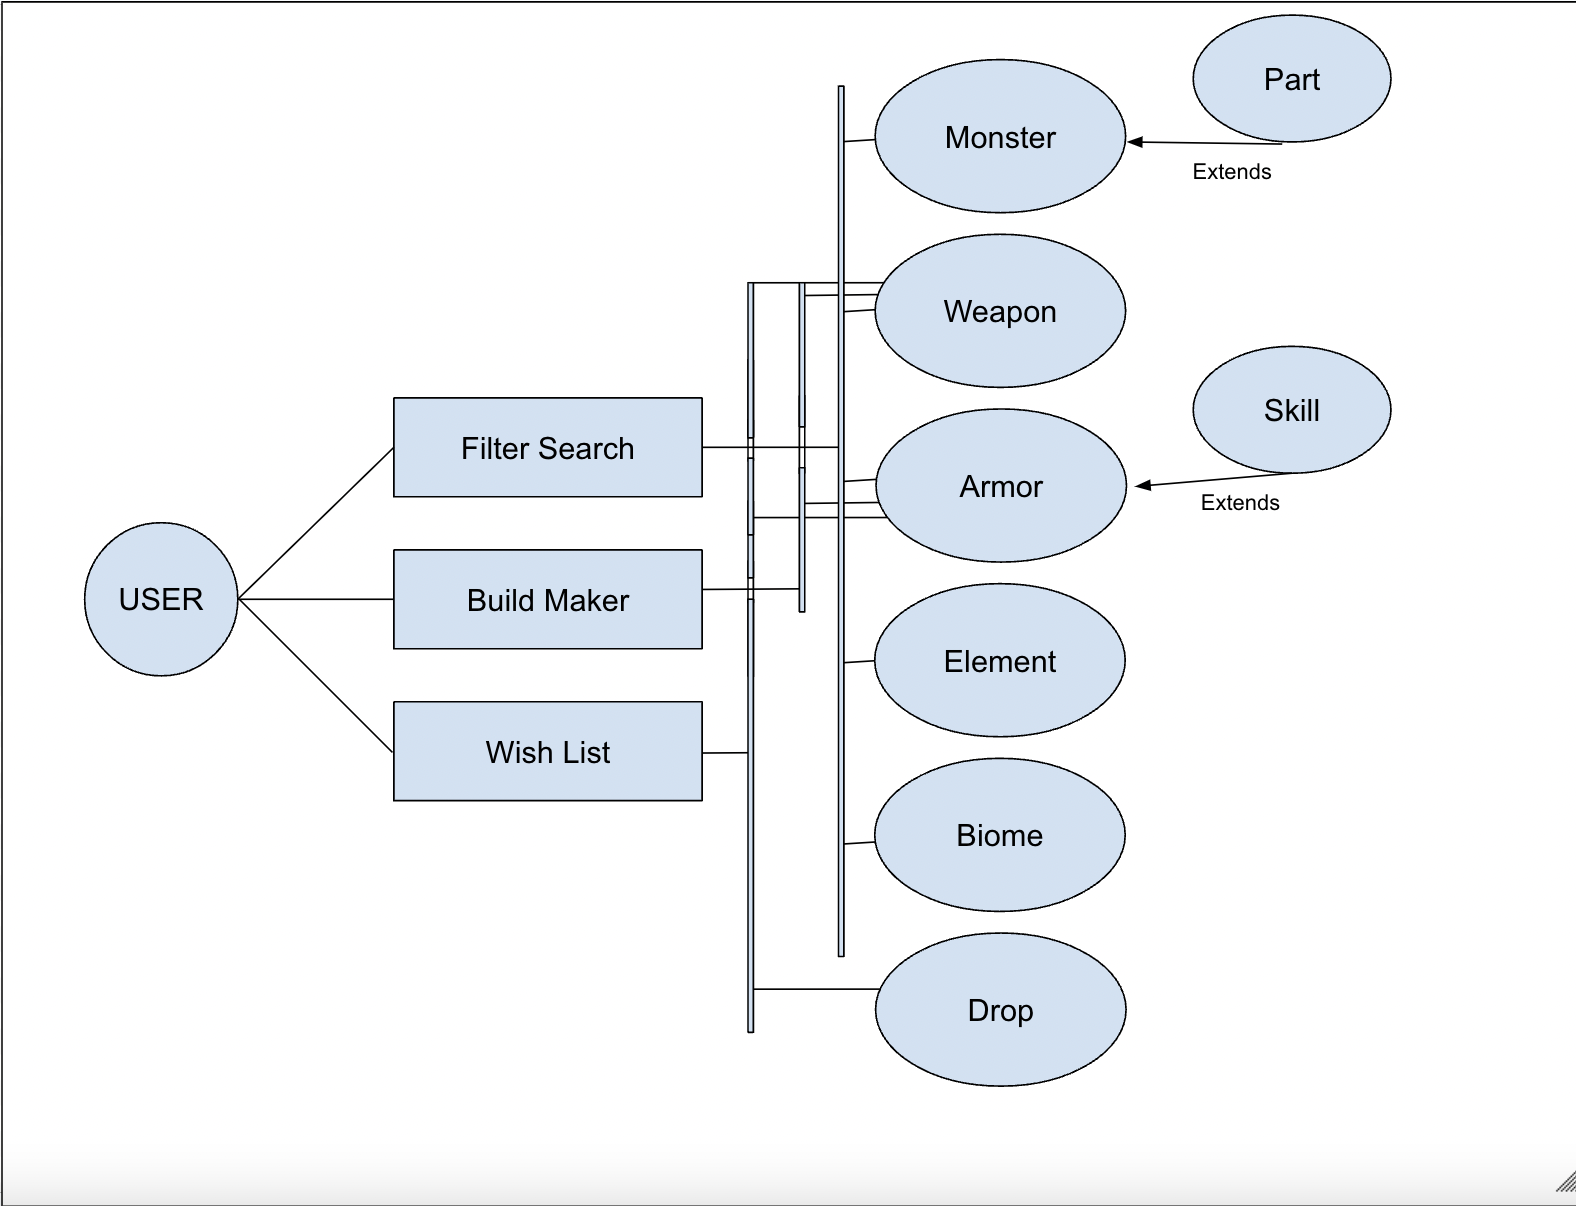 Part
Monster
Extends
Weapon
Skill
Filter Search
Armor
Extends
USER
Build Maker
Element
Wish List
Biome
Drop